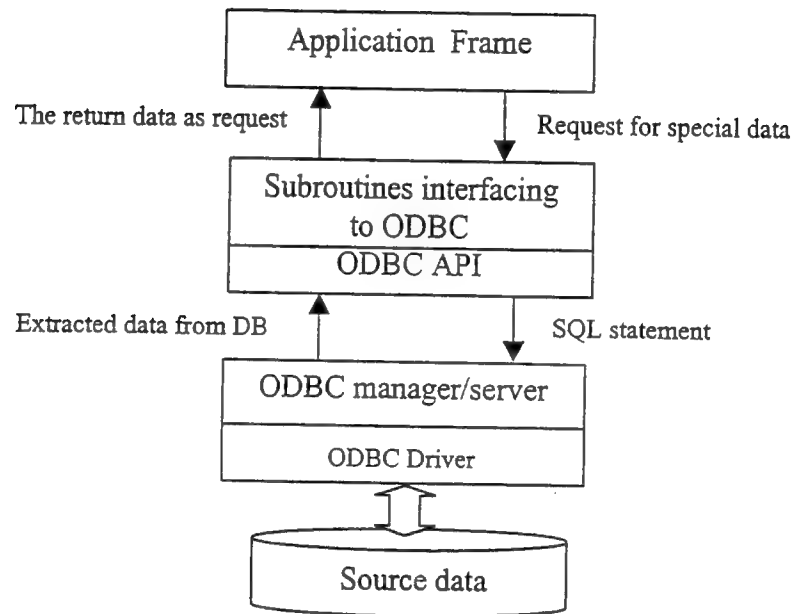 Application Frame
The return data as request
Request for special data
Subroutines interfacing
to ODBC
ODBC API
Extracted data from DB
SQL statement
ODBC manager/server
ODBC Driver
Source data